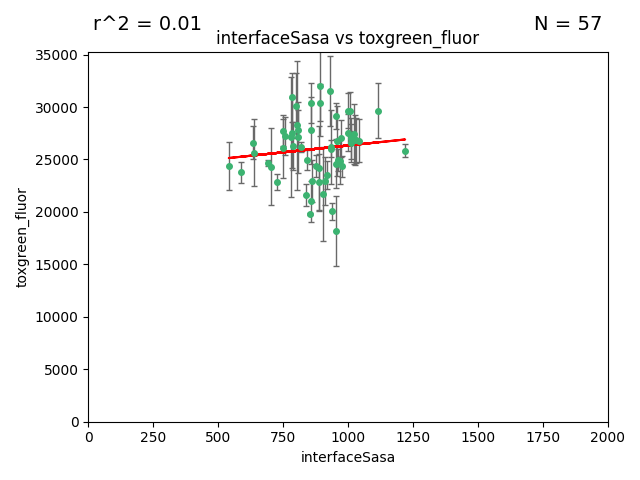 r^2 = 0.01
N = 57
interfaceSasa vs toxgreen_fluor
35000
30000
25000
20000
15000
10000
5000
0
toxgreen_fluor
0 250 500 750 1000 1250 1500 1750 2000
interfaceSasa